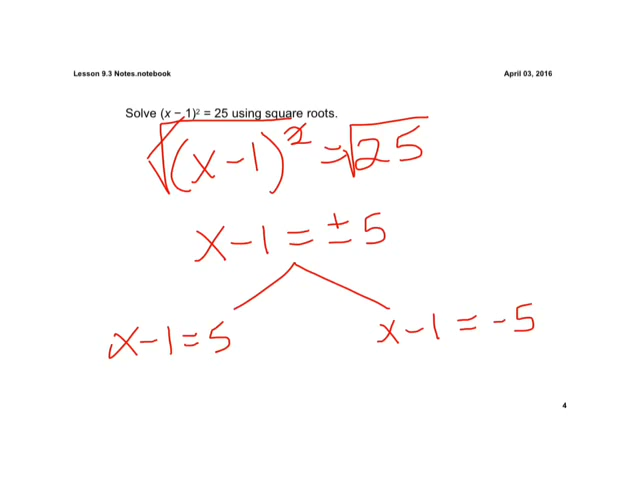 Lesson 9.3 Notes.notebook April 03, 2016
Solve (x − 1)² = 25 using square roots.
√(x−1)² = √25
x−1 = ±5
x−1=5 x−1=-5
4